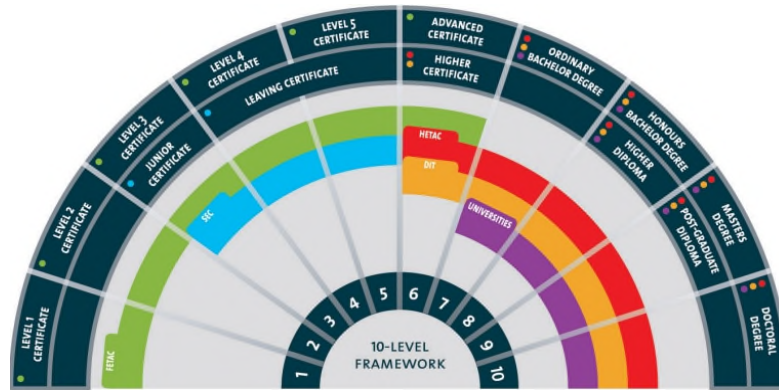 LEVEL 1
CERTIFICATE
LEVEL 2
CERTIFICATE
LEVEL 3
CERTIFICATE
LEVEL 4
CERTIFICATE
LEVEL 5
CERTIFICATE
ADVANCED
CERTIFICATE
ORDINARY
BACHELOR DEGREE
HONOURS
BACHELOR DEGREE
MASTERS
DEGREE
DOCTORAL
DEGREE
JUNIOR
CERTIFICATE
LEAVING CERTIFICATE
HIGHER
CERTIFICATE
HIGHER
DIPLOMA
POST-GRADUATE
DIPLOMA
FETAC
SEC
HETAC
DIT
UNIVERSITIES
1
2
3
4
5
6
7
8
9
10
10-LEVEL
FRAMEWORK